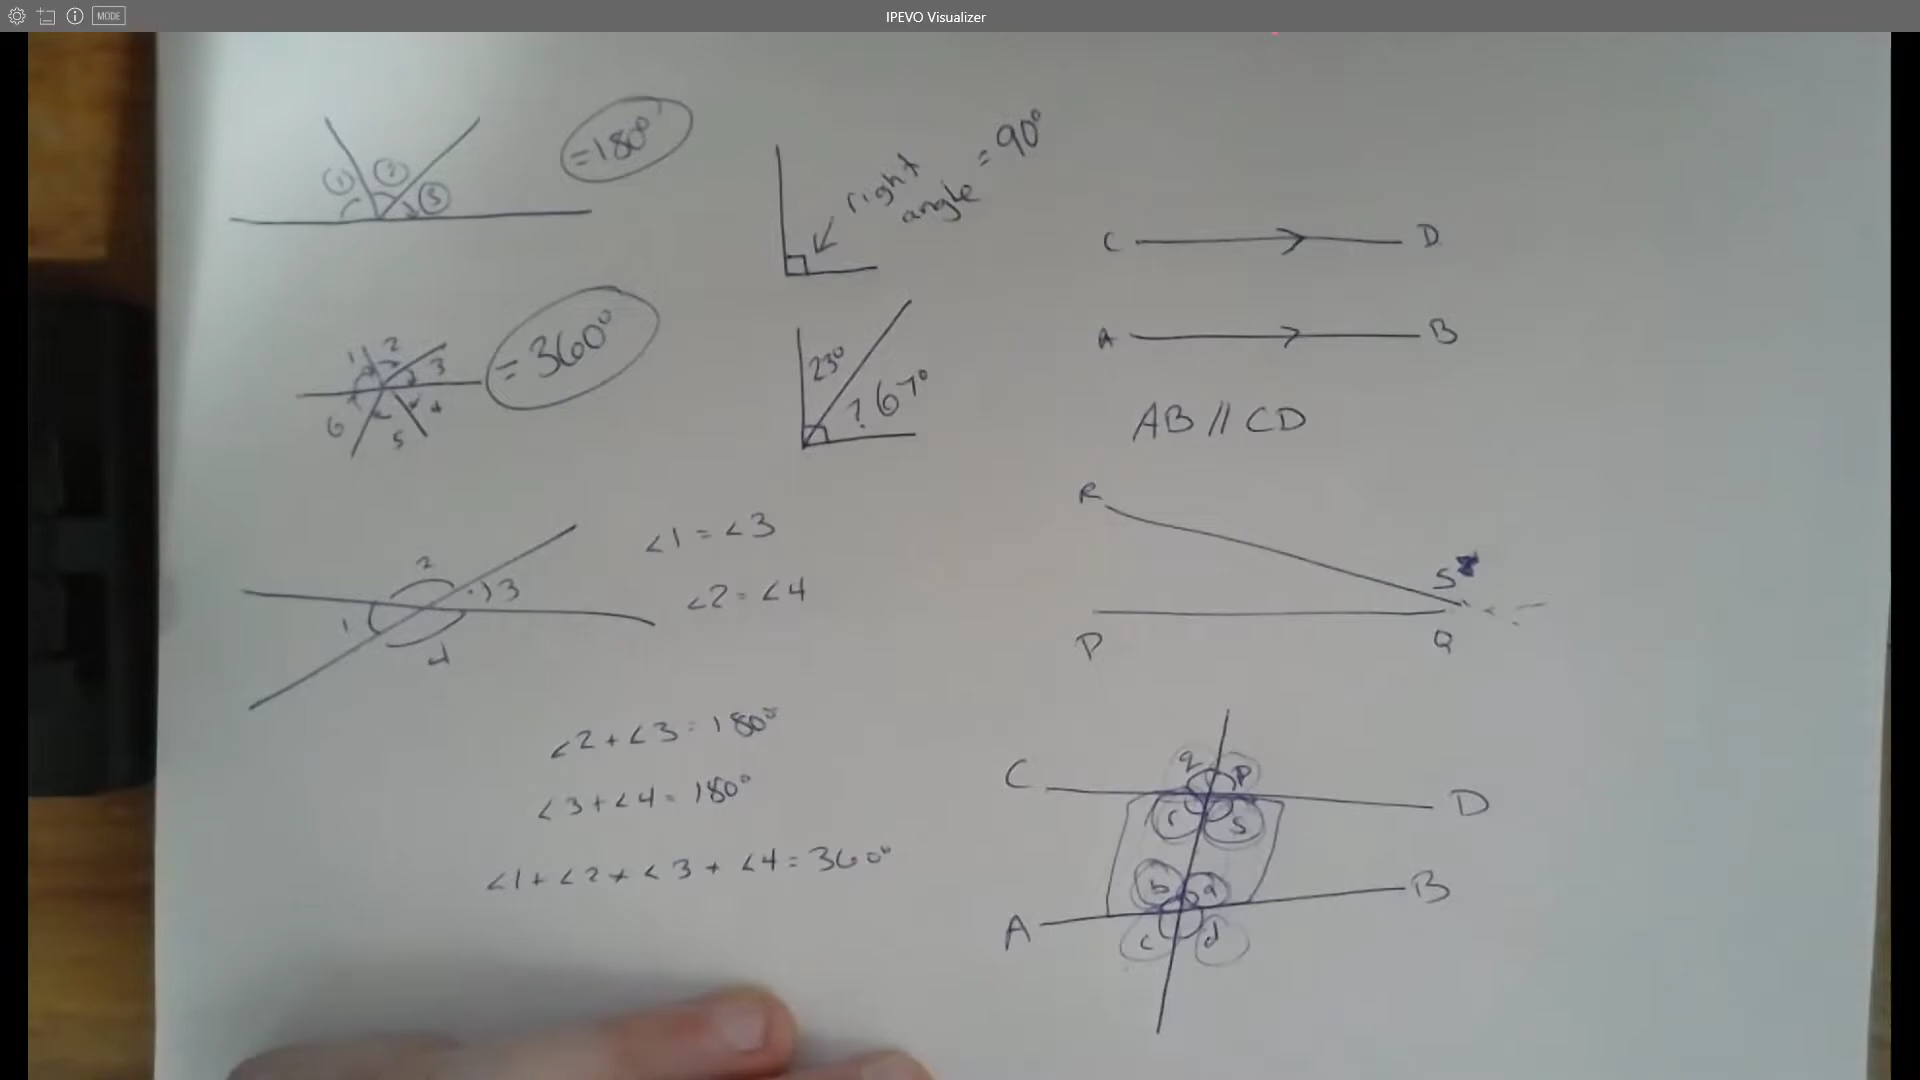 MODE
IPEVO Visualizer
1
2
3
=180°
right
angle
= 90°
C
D
A
B
AB // CD
1
2
3
4
5
6
= 360°
23°
? 67°
R
S
P
Q
1
2
3
4
∠1 = ∠3
∠2 = ∠4
∠2 + ∠3 = 180°
∠3 + ∠4 = 180°
∠1 + ∠2 + ∠3 + ∠4 = 360°
C
q
p
D
r
s
b
a
B
A
c
d